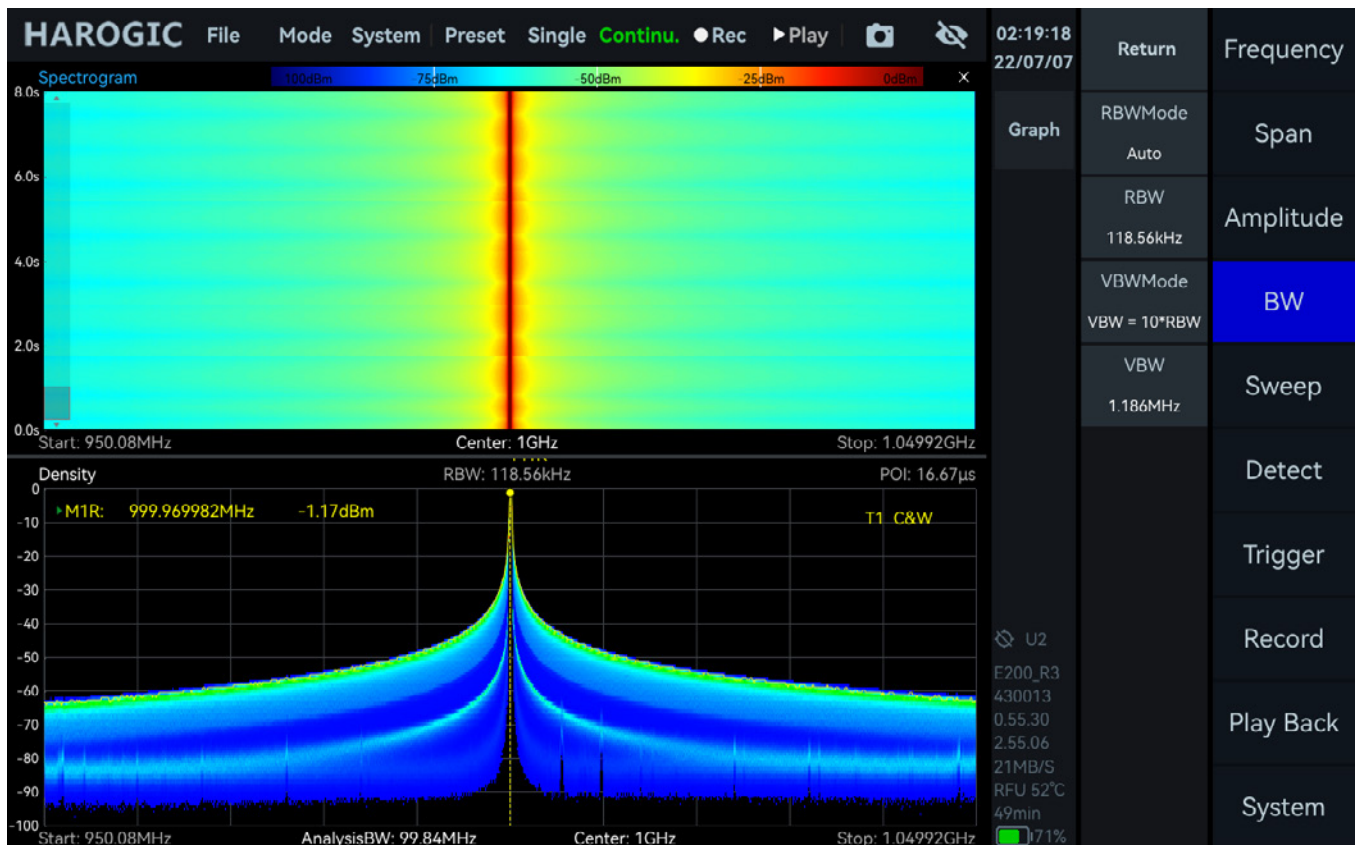 HAROGIC File Mode System Preset Single Continu. Rec Play
02:19:18
22/07/07
Graph
Return
RBWMode
Auto
RBW
118.56kHz
VBWMode
VBW = 10*RBW
VBW
1.186MHz
Frequency
Span
Amplitude
BW
Sweep
Detect
Trigger
Record
Play Back
System
Spectrogram -100dBm -75dBm -50dBm -25dBm 0dBm X
8.0s
6.0s
4.0s
2.0s
0.0s
Start: 950.08MHz Center: 1GHz Stop: 1.04992GHz
Density RBW: 118.56kHz POI: 16.67µs
M1R: 999.969982MHz -1.17dBm T1 C&W
0
-10
-20
-30
-40
-50
-60
-70
-80
-90
-100
Start: 950.08MHz AnalysisBW: 99.84MHz Center: 1GHz Stop: 1.04992GHz
U2
E200_R3
430013
0.55.30
2.55.06
21MB/S
RFU 52°C
49min
71%